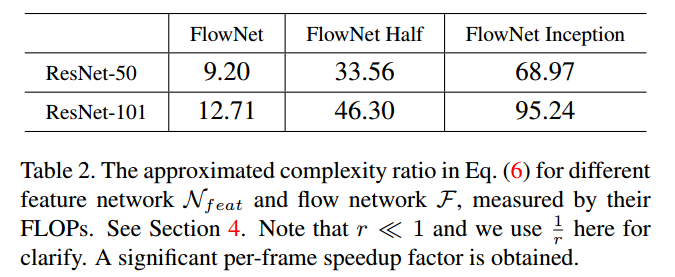 FlowNet FlowNet Half FlowNet Inception
ResNet-50 9.20 33.56 68.97
ResNet-101 12.71 46.30 95.24
Table 2. The approximated complexity ratio in Eq. (6) for different
feature network $\mathcal{N}_{feat}$ and flow network $\mathcal{F}$, measured by their
FLOPs. See Section 4. Note that $r \ll 1$ and we use $\frac{1}{r}$ here for
clarify. A significant per-frame speedup factor is obtained.